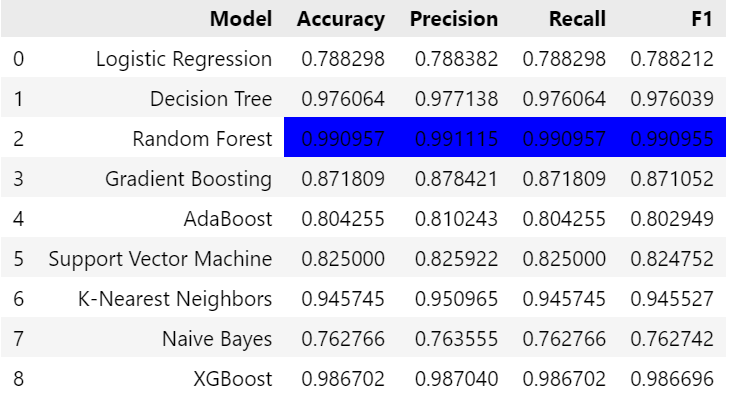 Model Accuracy Precision Recall F1
0 Logistic Regression 0.788298 0.788382 0.788298 0.788212
1 Decision Tree 0.976064 0.977138 0.976064 0.976039
2 Random Forest 0.990957 0.991115 0.990957 0.990955
3 Gradient Boosting 0.871809 0.878421 0.871809 0.871052
4 AdaBoost 0.804255 0.810243 0.804255 0.802949
5 Support Vector Machine 0.825000 0.825922 0.825000 0.824752
6 K-Nearest Neighbors 0.945745 0.950965 0.945745 0.945527
7 Naive Bayes 0.762766 0.763555 0.762766 0.762742
8 XGBoost 0.986702 0.987040 0.986702 0.986696